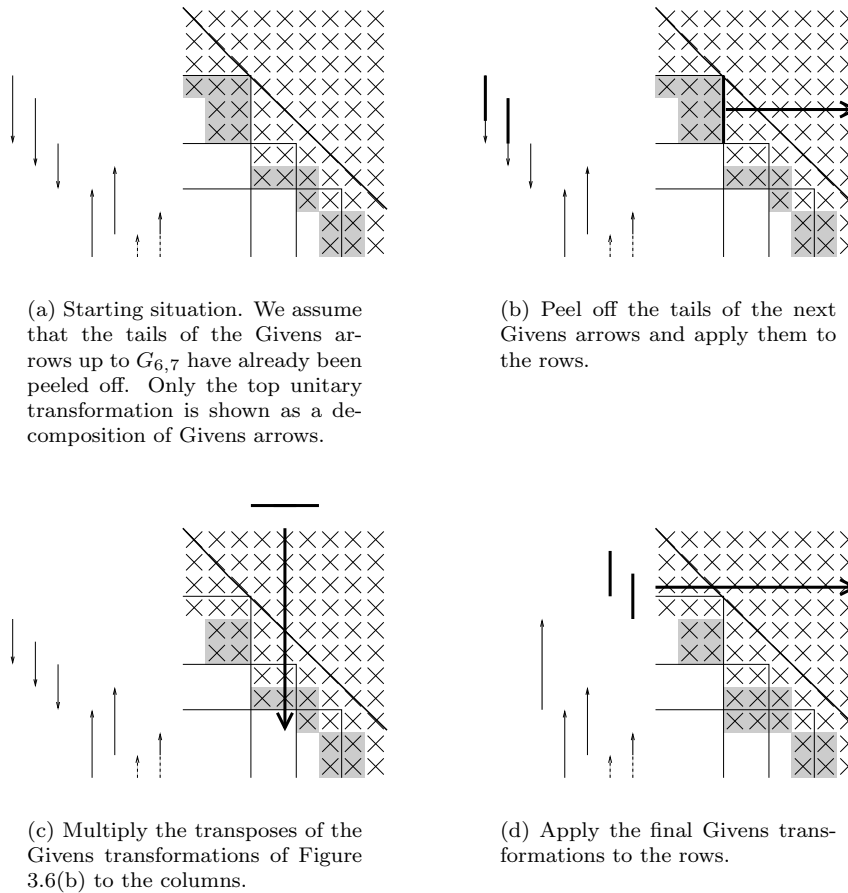 (a) Starting situation. We assume
that the tails of the Givens ar-
rows up to G6,7 have already been
peeled off. Only the top unitary
transformation is shown as a de-
composition of Givens arrows.
(b) Peel off the tails of the next
Givens arrows and apply them to
the rows.
(c) Multiply the transposes of the
Givens transformations of Figure
3.6(b) to the columns.
(d) Apply the final Givens trans-
formations to the rows.